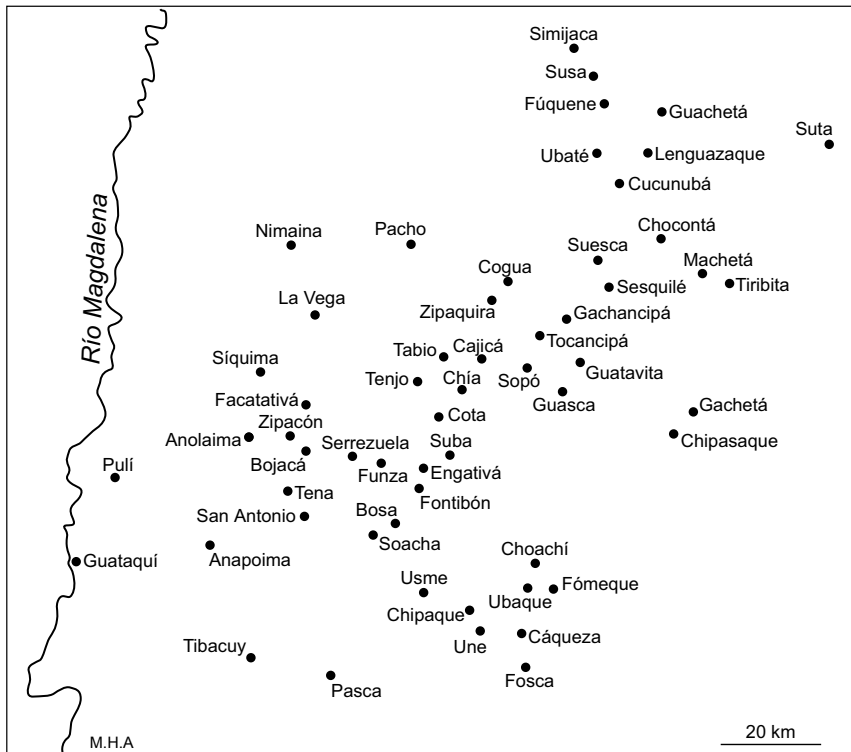 Simijaca
Susa
Fúquene
Guachetá
Suta
Ubaté
Lenguazaque
Cucunubá
Chocontá
Nimaina
Pacho
Suesca
Machetá
Cogua
Sesquilé
Tiribita
La Vega
Zipaquira
Gachancipá
Río Magdalena
Tocancipá
Tabio
Cajicá
Síquima
Tenjo
Chía
Sopó
Guatavita
Facatativá
Guasca
Gachetá
Zipacón
Cota
Anolaima
Serrezuela
Suba
Chipasaque
Pulí
Bojacá
Funza
Engativá
Tena
Fontibón
San Antonio
Bosa
Soacha
Anapoima
Choachí
Guataquí
Usme
Ubaque
Fómeque
Chipaque
Une
Cáqueza
Tibacuy
Pasca
Fosca
M.H.A
20 km